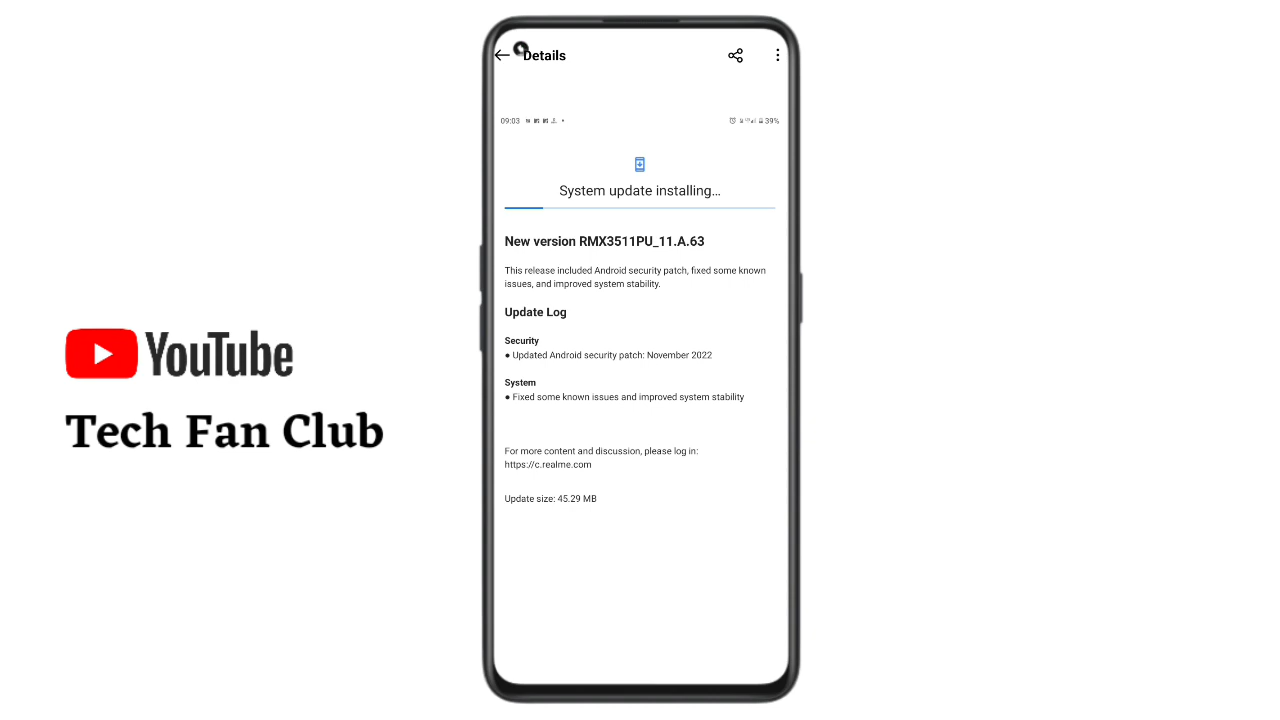 Details
09:03
39%
System update installing...
New version RMX3511PU_11.A.63
This release included Android security patch, fixed some known
issues, and improved system stability.
Update Log
Security
● Updated Android security patch: November 2022
System
● Fixed some known issues and improved system stability
For more content and discussion, please log in:
https://c.realme.com
Update size: 45.29 MB
YouTube
Tech Fan Club